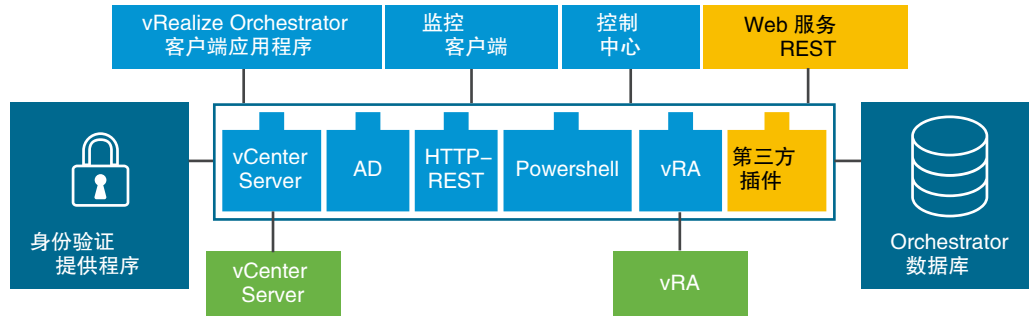 vRealize Orchestrator
客户端应用程序
监控
客户端
控制
中心
Web 服务
REST
身份验证
提供程序
vCenter
Server
AD
HTTP–
REST
Powershell
vRA
第三方
插件
Orchestrator
数据库
vCenter
Server
vRA